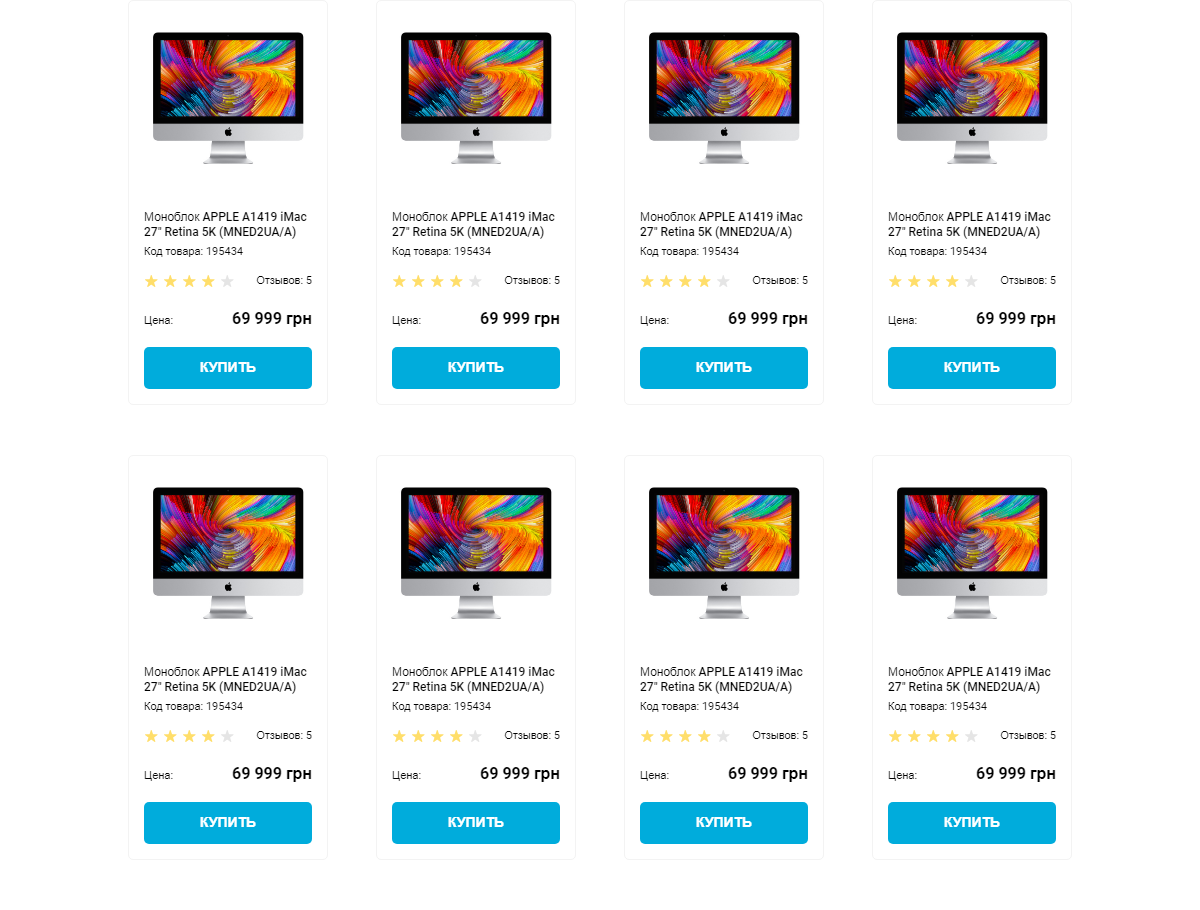 Моноблок APPLE A1419 iMac
27" Retina 5K (MNED2UA/A)
Код товара: 195434
Отзывов: 5
Цена: 69 999 грн
КУПИТЬ
Моноблок APPLE A1419 iMac
27" Retina 5K (MNED2UA/A)
Код товара: 195434
Отзывов: 5
Цена: 69 999 грн
КУПИТЬ
Моноблок APPLE A1419 iMac
27" Retina 5K (MNED2UA/A)
Код товара: 195434
Отзывов: 5
Цена: 69 999 грн
КУПИТЬ
Моноблок APPLE A1419 iMac
27" Retina 5K (MNED2UA/A)
Код товара: 195434
Отзывов: 5
Цена: 69 999 грн
КУПИТЬ
Моноблок APPLE A1419 iMac
27" Retina 5K (MNED2UA/A)
Код товара: 195434
Отзывов: 5
Цена: 69 999 грн
КУПИТЬ
Моноблок APPLE A1419 iMac
27" Retina 5K (MNED2UA/A)
Код товара: 195434
Отзывов: 5
Цена: 69 999 грн
КУПИТЬ
Моноблок APPLE A1419 iMac
27" Retina 5K (MNED2UA/A)
Код товара: 195434
Отзывов: 5
Цена: 69 999 грн
КУПИТЬ
Моноблок APPLE A1419 iMac
27" Retina 5K (MNED2UA/A)
Код товара: 195434
Отзывов: 5
Цена: 69 999 грн
КУПИТЬ